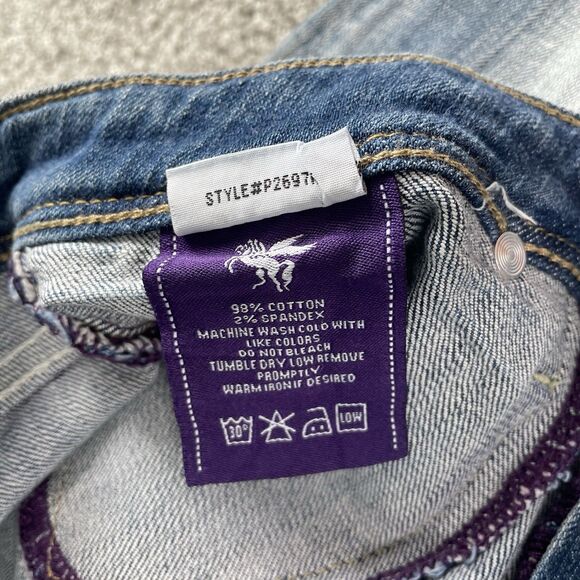 STYLE#P2697
98% COTTON
2% SPANDEX
MACHINE WASH COLD WITH
LIKE COLORS
DO NOT BLEACH
TUMBLE DRY LOW REMOVE
PROMPTLY
WARM IRON IF DESIRED
30° LOW